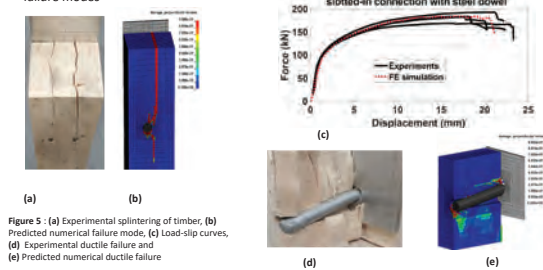 failure modes
(a)
(b)
Figure 5 : (a) Experimental splintering of timber, (b)
Predicted numerical failure mode, (c) Load-slip curves,
(d) Experimental ductile failure and
(e) Predicted numerical ductile failure
slotted-in connection with steel dowel
Force (kN)
200
150
100
50
0
0 5 10 15 20 25
Experiments
FE simulation
Displacement (mm)
(c)
(d)
(e)